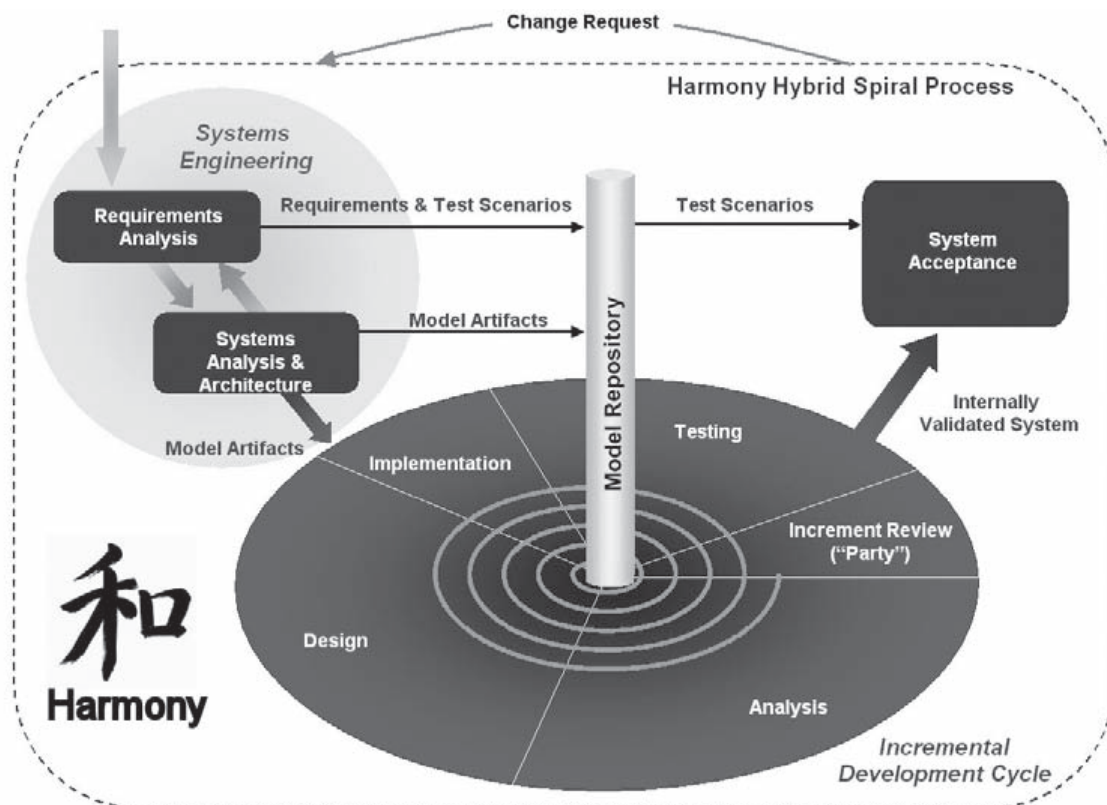 Change Request
Harmony Hybrid Spiral Process
Systems
Engineering
Requirements
Analysis
Requirements & Test Scenarios
Test Scenarios
System
Acceptance
Systems
Analysis &
Architecture
Model Artifacts
Model Repository
Model Artifacts
Internally
Validated System
Implementation
Testing
Increment Review
("Party")
Design
Analysis
和
Harmony
Incremental
Development Cycle